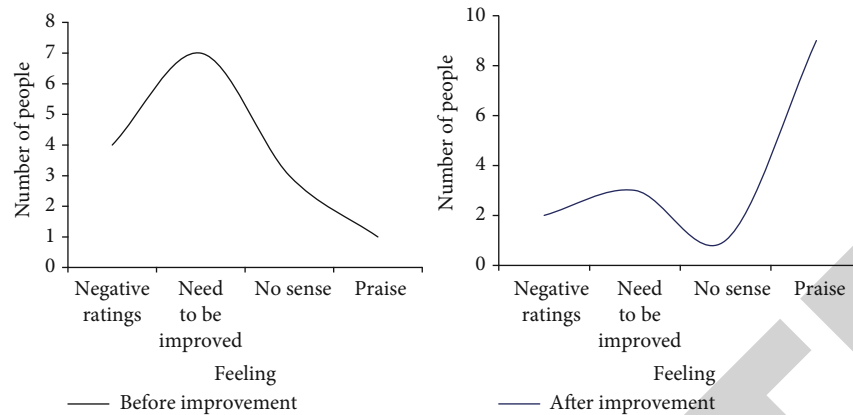 Number of people
8
7
6
5
4
3
2
1
0
Negative
ratings
Need
to be
improved
No sense
Praise
Feeling
Before improvement
Number of people
10
8
6
4
2
0
Negative
ratings
Need
to be
improved
No sense
Praise
Feeling
After improvement